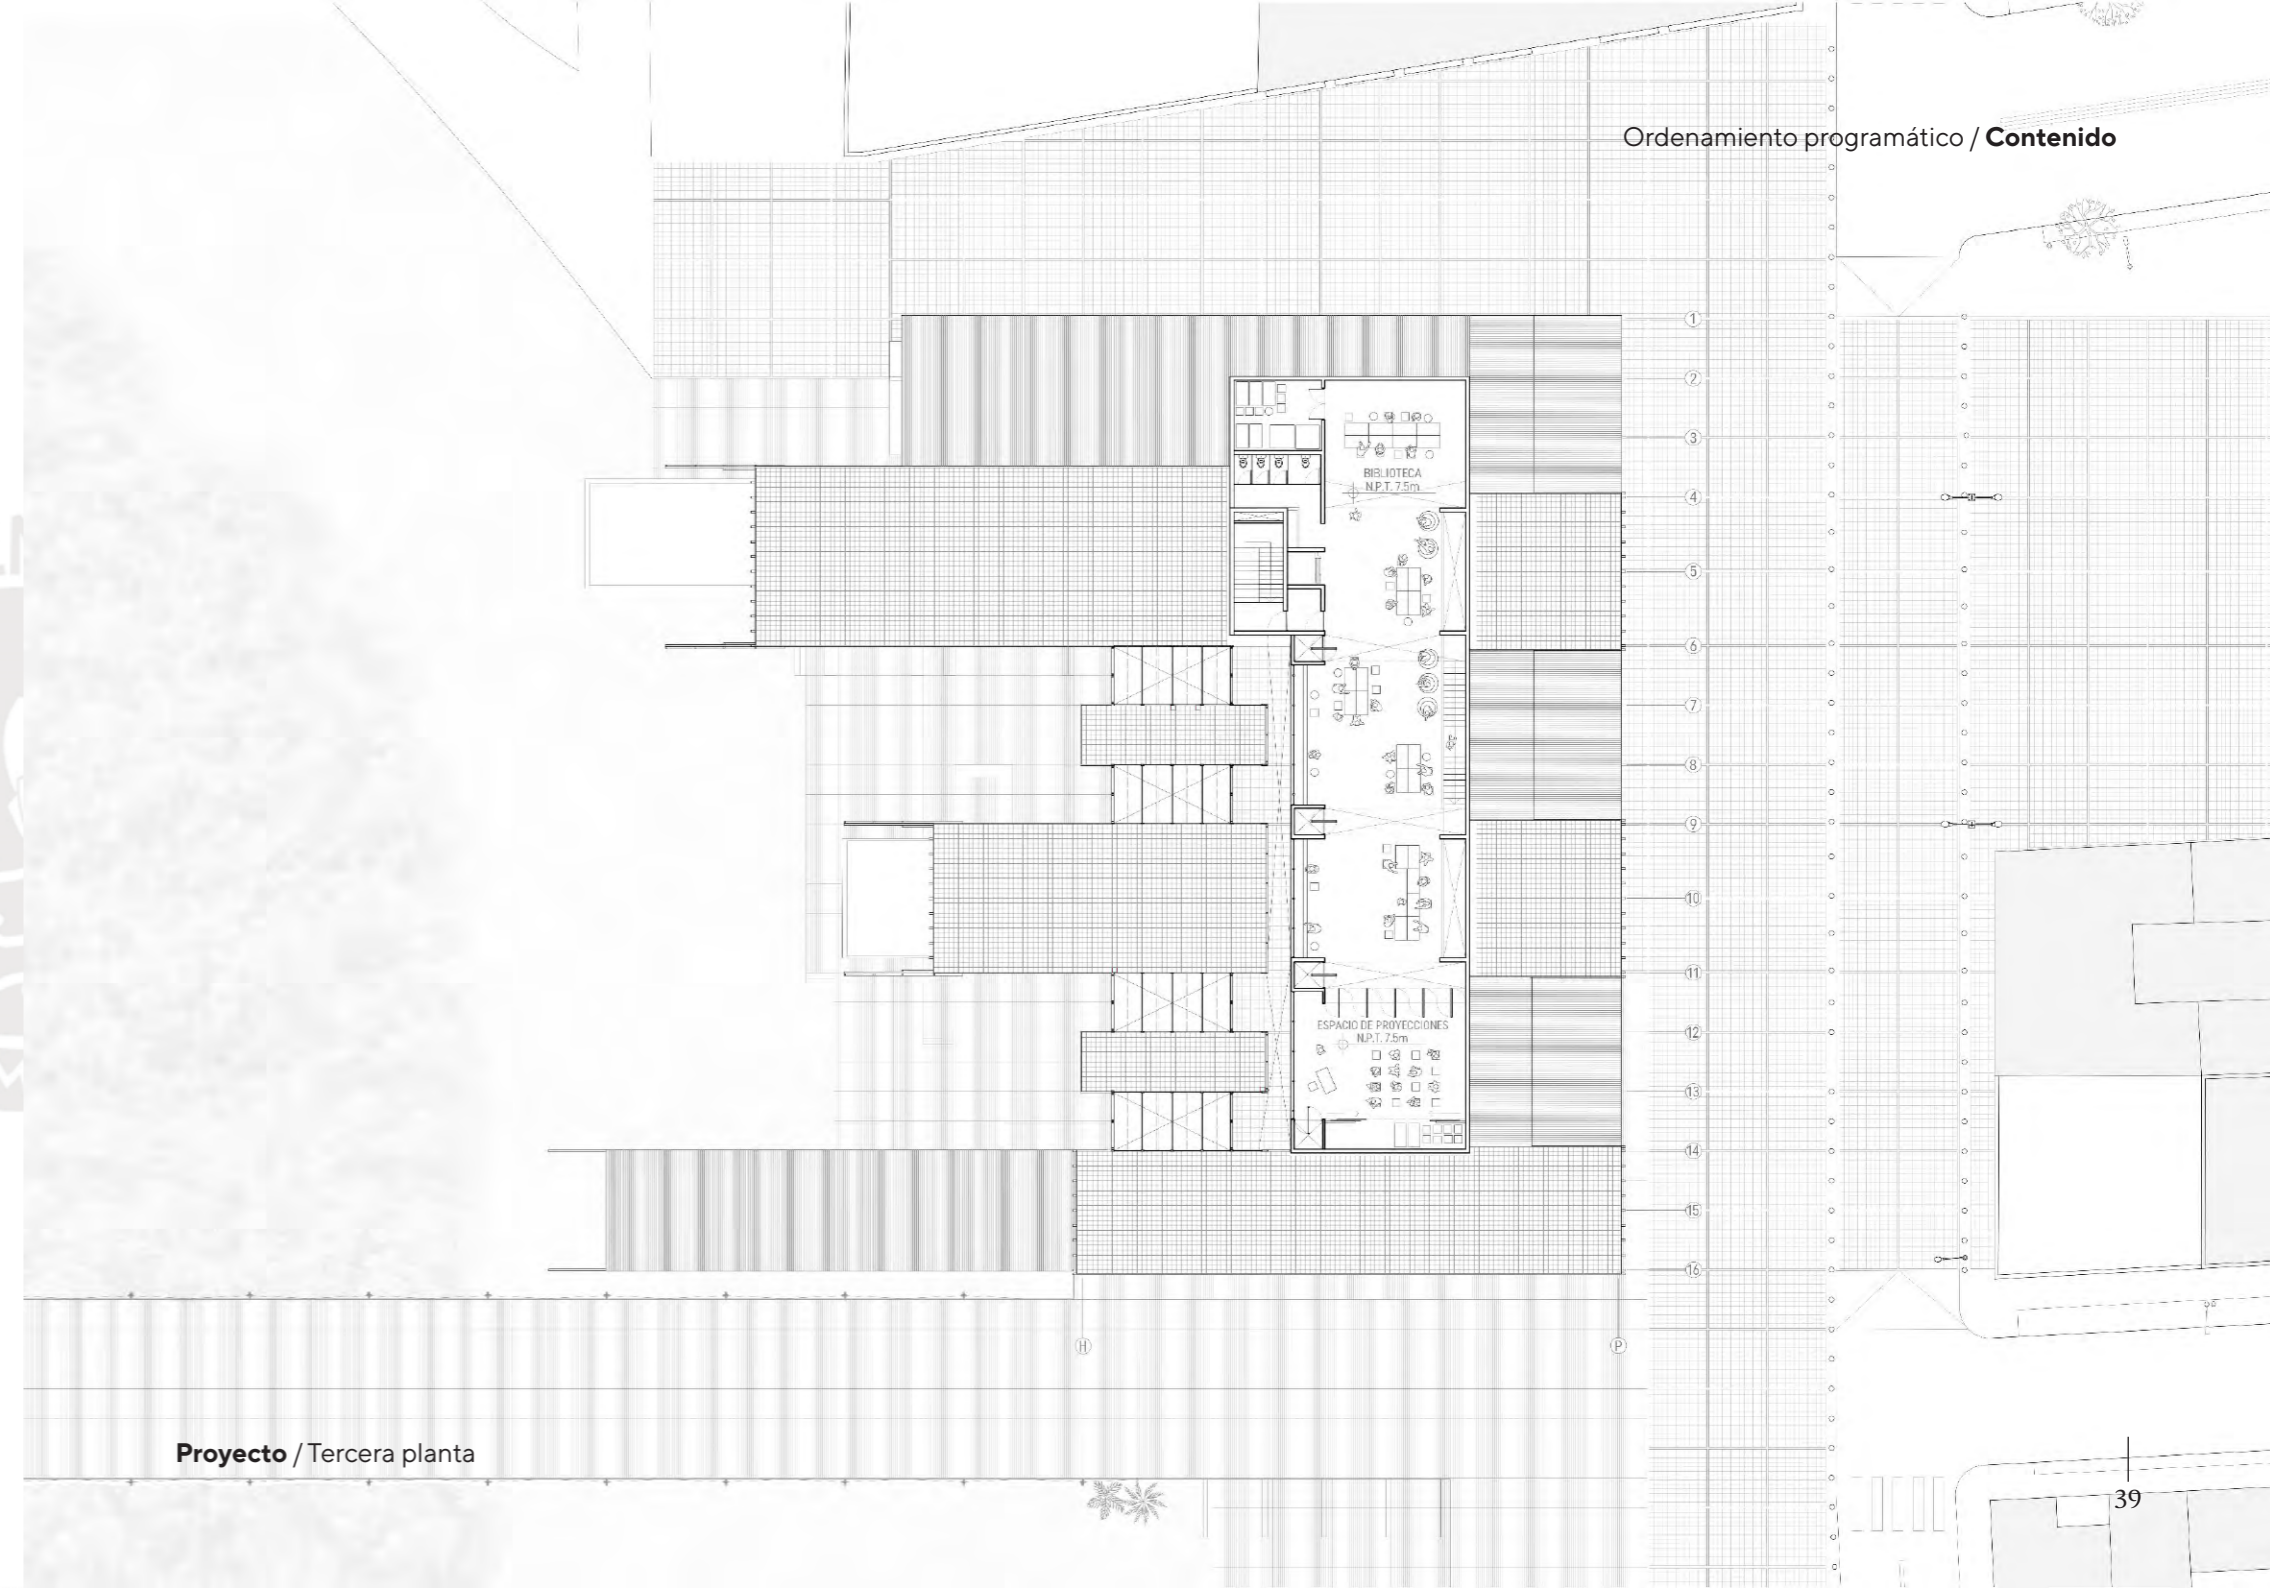 Ordenamiento programático / Contenido
1
2
3
BIBLIOTECA
N.P.T. 7.5m
4
5
6
7
8
9
10
11
ESPACIO DE PROYECCIONES
N.P.T. 7.5m
12
13
14
15
16
H
P
Proyecto / Tercera planta
39